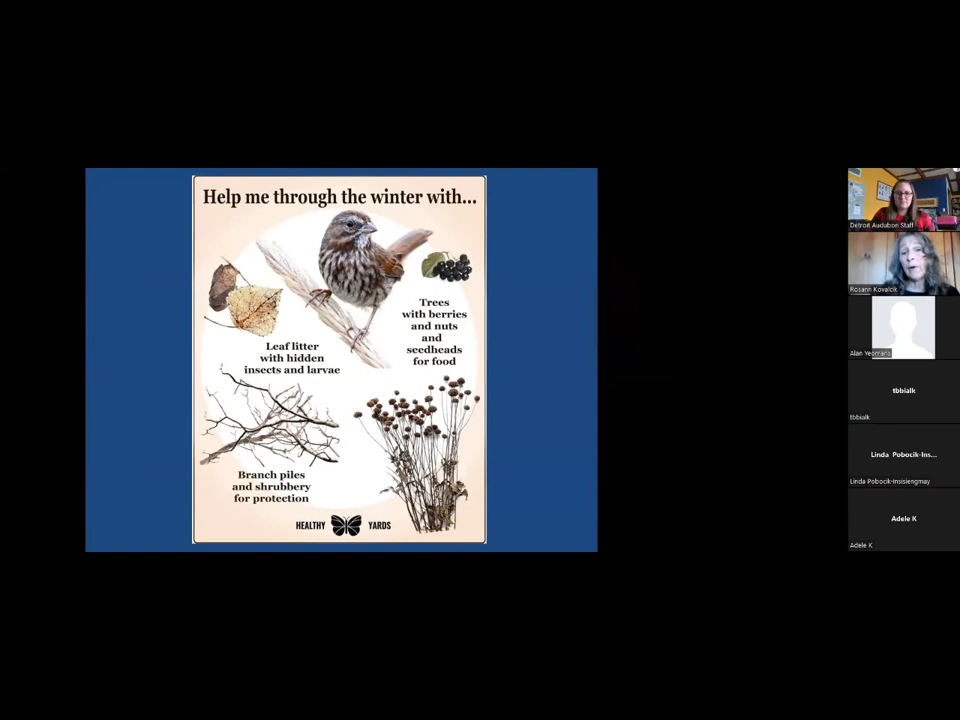 Help me through the winter with...
Trees
with berries
and nuts
and
seedheads
for food
Leaf litter
with hidden
insects and larvae
Branch piles
and shrubbery
for protection
HEALTHY YARDS
Detroit Audubon Staff
Rosann Kovalcik
Alan Yeomans
tbbialk
tbbialk
Linda Pobocik-Ins...
Linda Pobocik-Insisiengmay
Adele K
Adele K